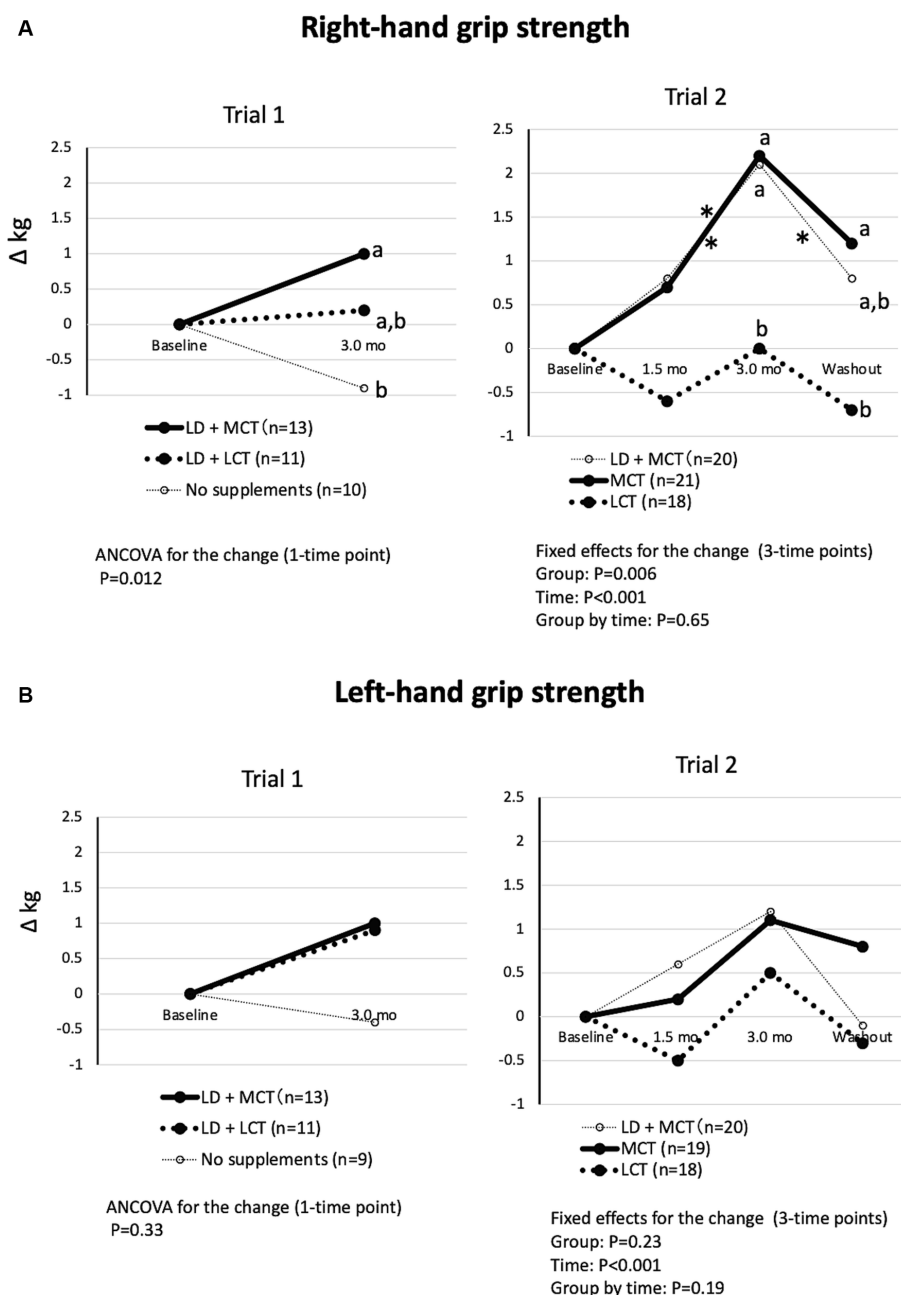 A
Right-hand grip strength
Trial 1
Δ kg
2.5
2
1.5
1
0.5
0
-0.5
-1
Baseline
3.0 mo
a
a,b
b
LD + MCT(n=13)
LD + LCT (n=11)
No supplements (n=10)
ANCOVA for the change (1-time point)
P=0.012
Trial 2
2.5
2
1.5
1
0.5
0
-0.5
-1
Baseline
1.5 mo
3.0 mo
Washout
a
a
*
*
*
a
a,b
b
b
LD + MCT(n=20)
MCT (n=21)
LCT (n=18)
Fixed effects for the change (3-time points)
Group: P=0.006
Time: P<0.001
Group by time: P=0.65
B
Left-hand grip strength
Trial 1
Δ kg
2.5
2
1.5
1
0.5
0
-0.5
-1
Baseline
3.0 mo
LD + MCT(n=13)
LD + LCT (n=11)
No supplements (n=9)
ANCOVA for the change (1-time point)
P=0.33
Trial 2
2.5
2
1.5
1
0.5
0
-0.5
-1
Baseline
1.5 mo
3.0 mo
Washout
LD + MCT(n=20)
MCT (n=19)
LCT (n=18)
Fixed effects for the change (3-time points)
Group: P=0.23
Time: P<0.001
Group by time: P=0.19